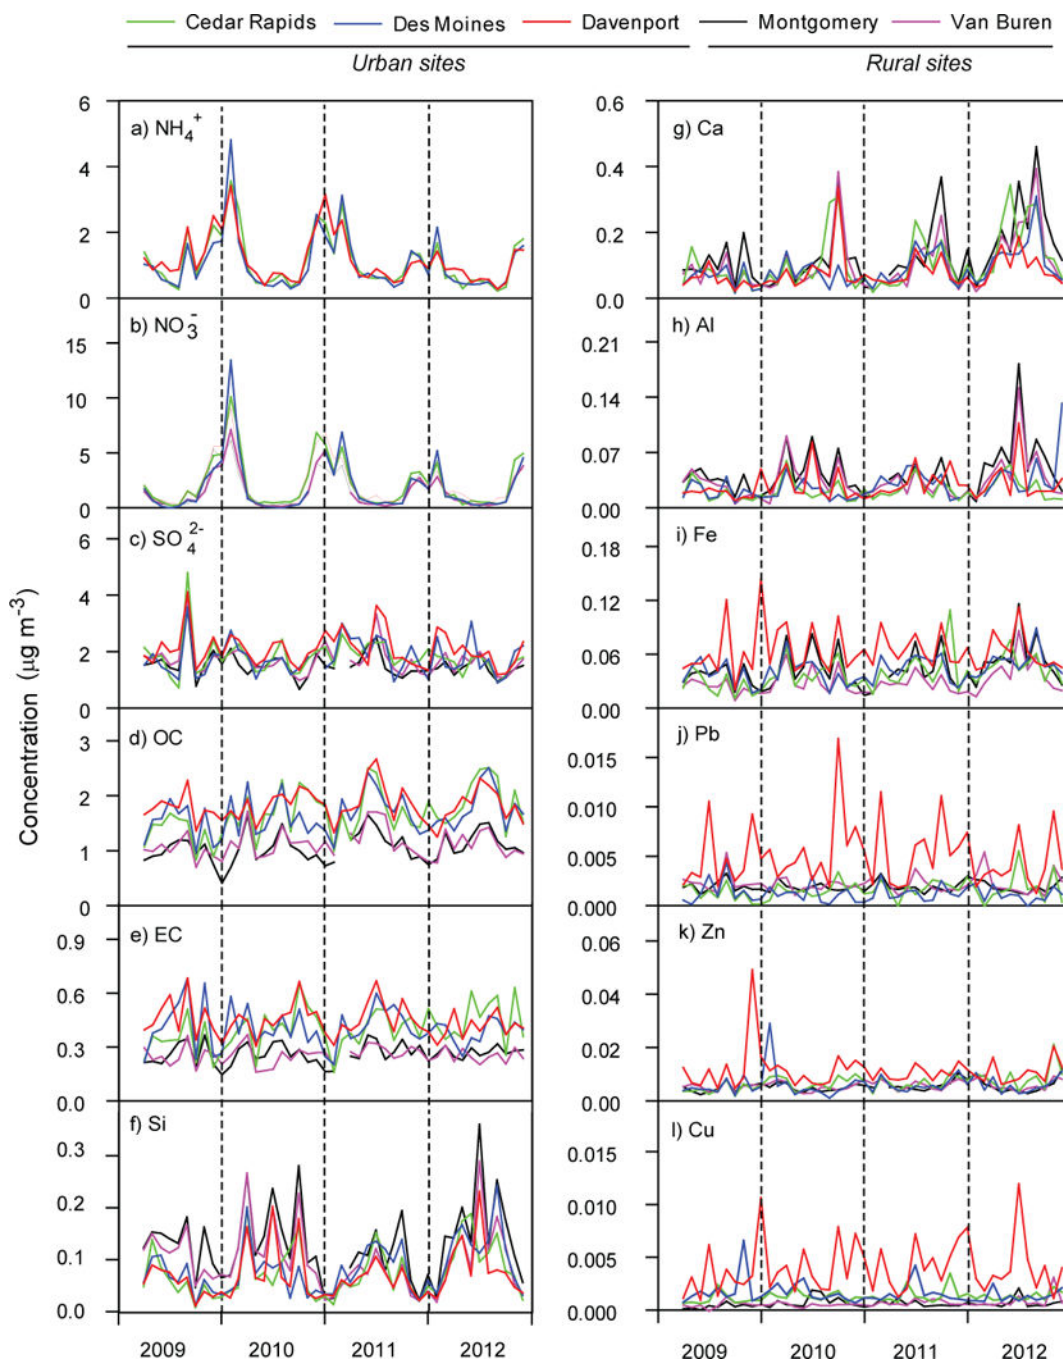 Cedar Rapids Des Moines Davenport Montgomery Van Buren
Urban sites Rural sites
Concentration (µg m⁻³)
6
a) NH₄⁺
4
2
0
b) NO₃⁻
15
10
5
0
c) SO₄²⁻
6
4
2
0
d) OC
3
2
1
0
e) EC
0.9
0.6
0.3
0.0
f) Si
0.3
0.2
0.1
0.0
2009 2010 2011 2012
0.6
g) Ca
0.4
0.2
0.0
h) Al
0.21
0.14
0.07
0.00
i) Fe
0.18
0.12
0.06
0.00
j) Pb
0.015
0.010
0.005
0.000
k) Zn
0.06
0.04
0.02
0.00
l) Cu
0.015
0.010
0.005
0.000
2009 2010 2011 2012